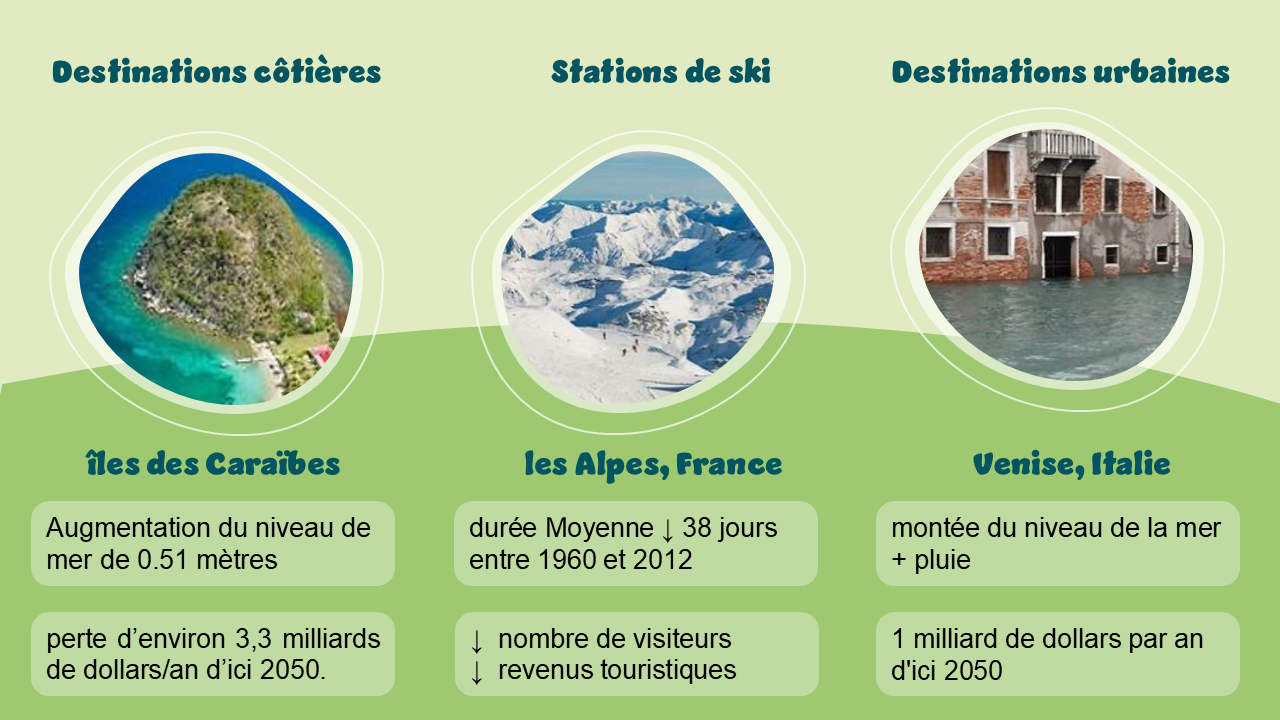 Destinations côtières
Stations de ski
Destinations urbaines
îles des Caraïbes
les Alpes, France
Venise, Italie
Augmentation du niveau de
mer de 0.51 mètres
durée Moyenne ↓ 38 jours
entre 1960 et 2012
montée du niveau de la mer
+ pluie
perte d’environ 3,3 milliards
de dollars/an d’ici 2050.
↓ nombre de visiteurs
↓ revenus touristiques
1 milliard de dollars par an
d'ici 2050